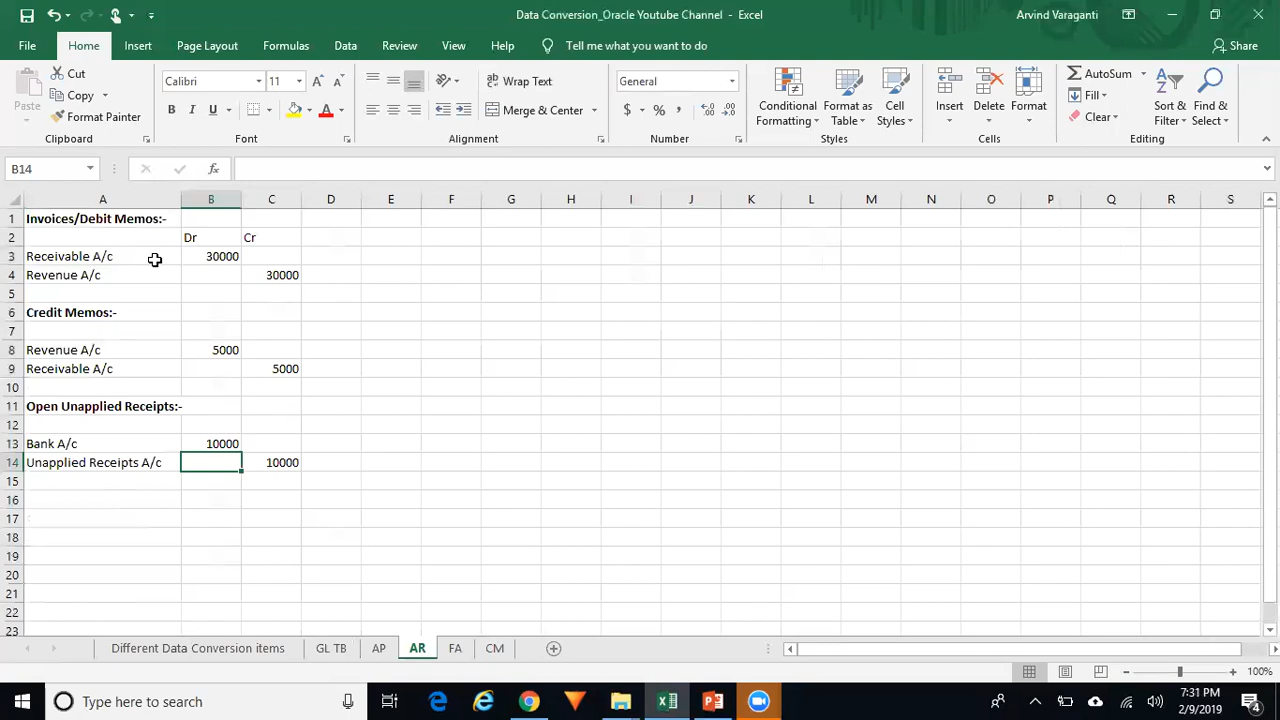 Data Conversion_Oracle Youtube Channel - Excel
Arvind Varaganti
File Home Insert Page Layout Formulas Data Review View Help Tell me what you want to do Share
Paste
Cut
Copy
Format Painter
Clipboard
Calibri 11
B I U
Font
Wrap Text
Merge & Center
Alignment
General
$ % ,
Number
Conditional Formatting
Format as Table
Cell Styles
Styles
Insert
Delete
Format
Cells
AutoSum
Fill
Clear
Sort & Filter
Find & Select
Editing
B14
fx
A B C D E F G H I J K L M N O P Q R S
1 Invoices/Debit Memos:-
2 Dr Cr
3 Receivable A/c 30000
4 Revenue A/c 30000
5
6 Credit Memos:-
7
8 Revenue A/c 5000
9 Receivable A/c 5000
10
11 Open Unapplied Receipts:-
12
13 Bank A/c 10000
14 Unapplied Receipts A/c 10000
15
16
17
18
19
20
21
22
23
Different Data Conversion items GL TB AP AR FA CM
100%
Type here to search
7:31 PM
2/9/2019
4